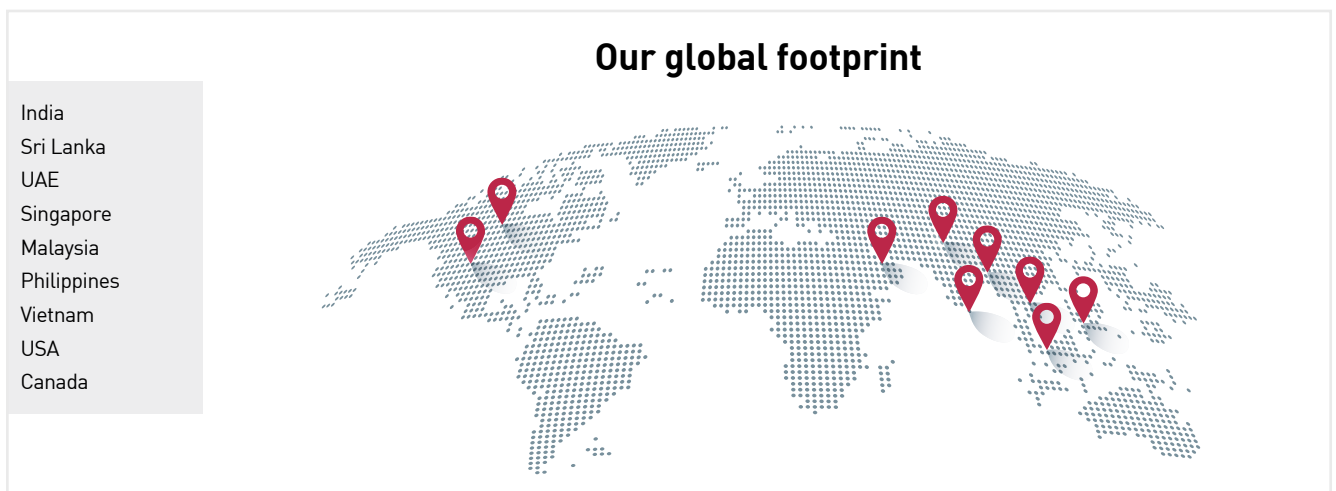 Our global footprint
India
Sri Lanka
UAE
Singapore
Malaysia
Philippines
Vietnam
USA
Canada